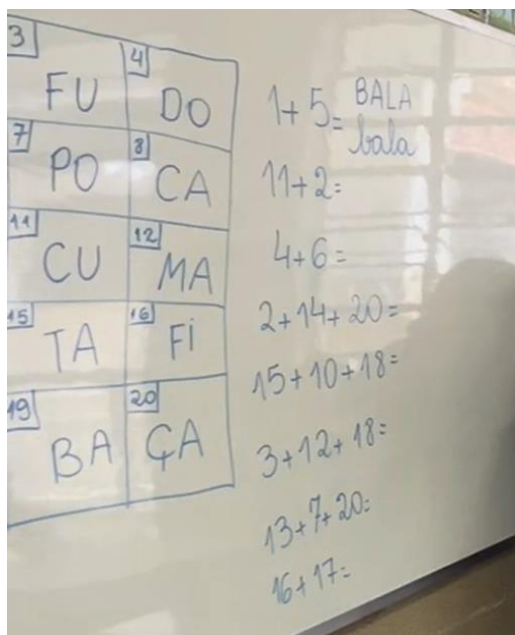 3
4
FU
DO
7
8
PO
CA
11
12
CU
MA
15
16
TA
FI
19
20
BA
ÇA
1+5= BALA
bala
11+2=
4+6=
2+14+20=
15+10+18=
3+12+18=
13+7+20=
16+17=